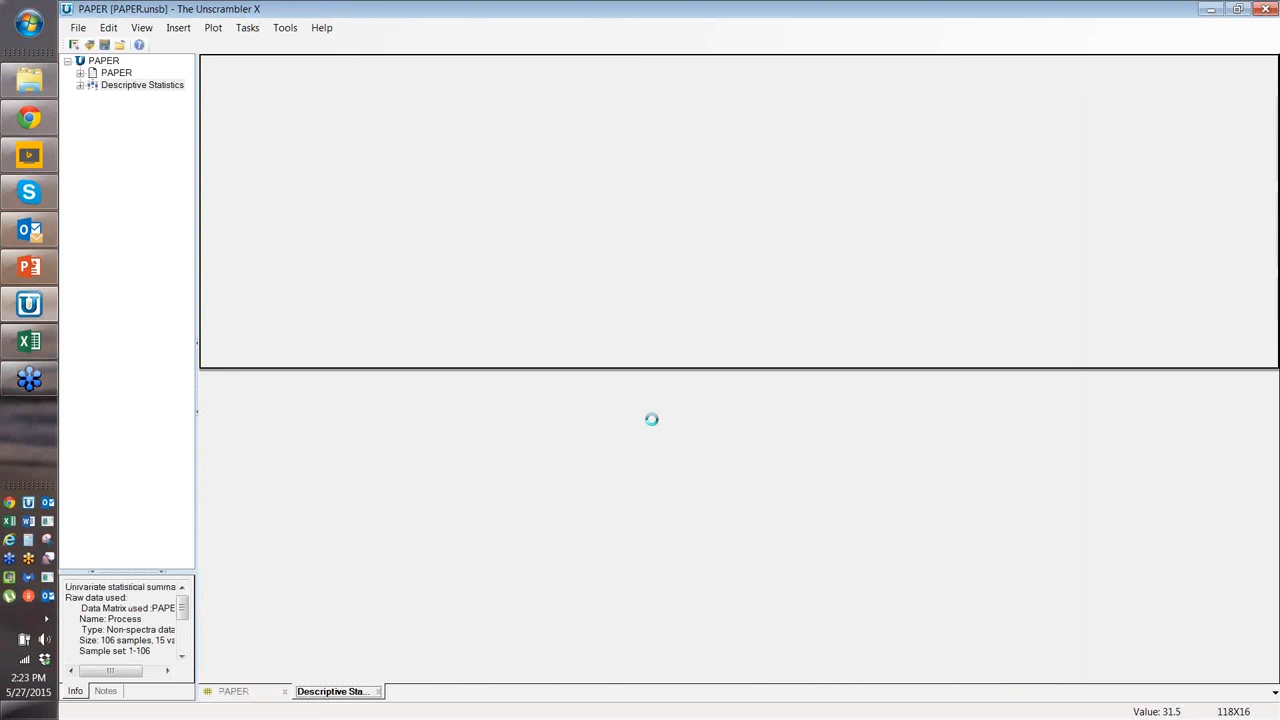 PAPER [PAPER.unsb] - The Unscrambler X
File Edit View Insert Plot Tasks Tools Help
PAPER
PAPER
Descriptive Statistics
Univariate statistical summa
Raw data used:
Data Matrix used :PAPE
Name: Process
Type: Non-spectra data
Size: 106 samples, 15 va
Sample set: 1-106
Info Notes
PAPER Descriptive Sta...
Value: 31.5 118X16
2:23 PM
5/27/2015